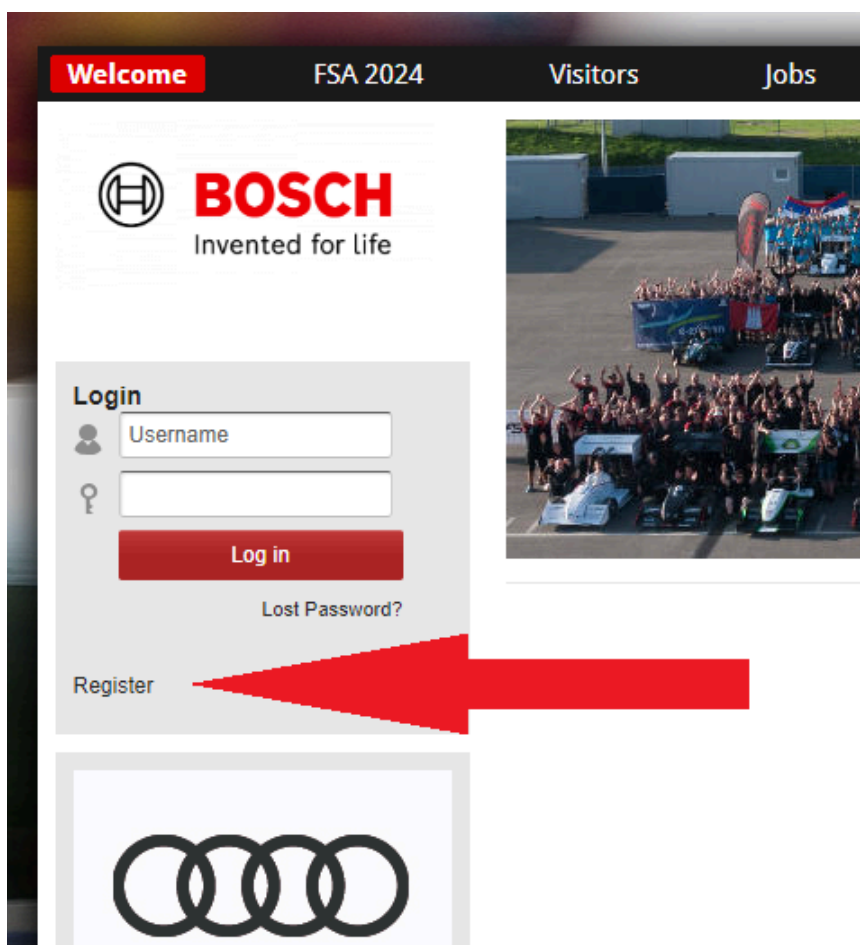 Welcome
FSA 2024
Visitors
Jobs
BOSCH
Invented for life
Login
Username
Log in
Lost Password?
Register